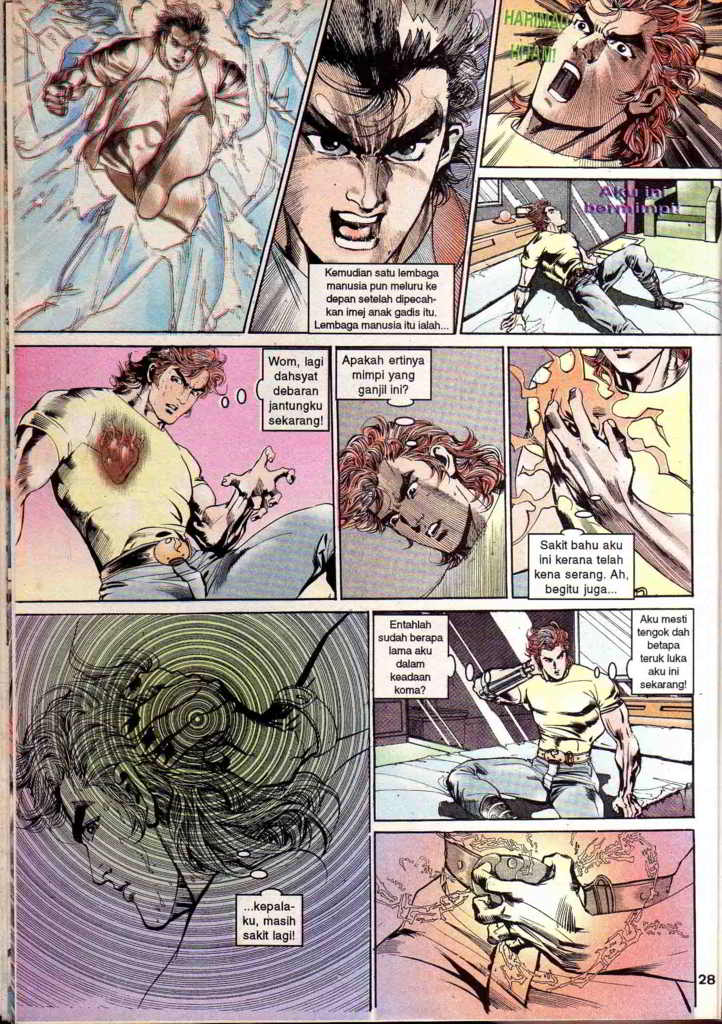 Kemudian satu lembaga
manusia pun meluru ke
depan setelah dipecah-
kan imej anak gadis itu.
Lembaga manusia itu ialah...
HARIMAU
HITAM!
Aku ini
bermimpi!
Wom, lagi
dahsyat
debaran
jantungku
sekarang!
Apakah ertinya
mimpi yang
ganjil ini?
Sakit bahu aku
ini kerana telah
kena serang. Ah,
begitu juga...
...kepala-
ku, masih
sakit lagi!
Entahlah
sudah berapa
lama aku
dalam
keadaan
koma?
Aku mesti
tengok dah
betapa
teruk luka
aku ini
sekarang!
28